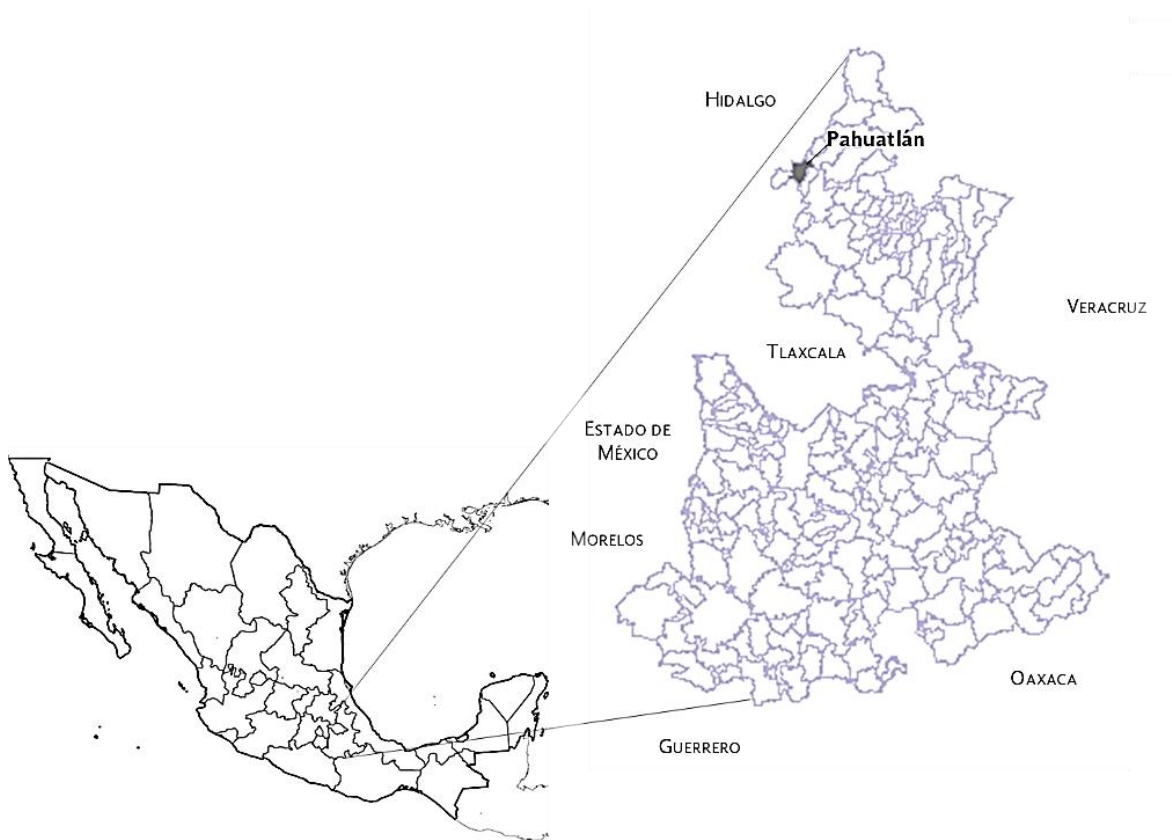 HIDALGO
Pahuatlán
VERACRUZ
TLAXCALA
ESTADO DE
MÉXICO
MORELOS
OAXACA
GUERRERO